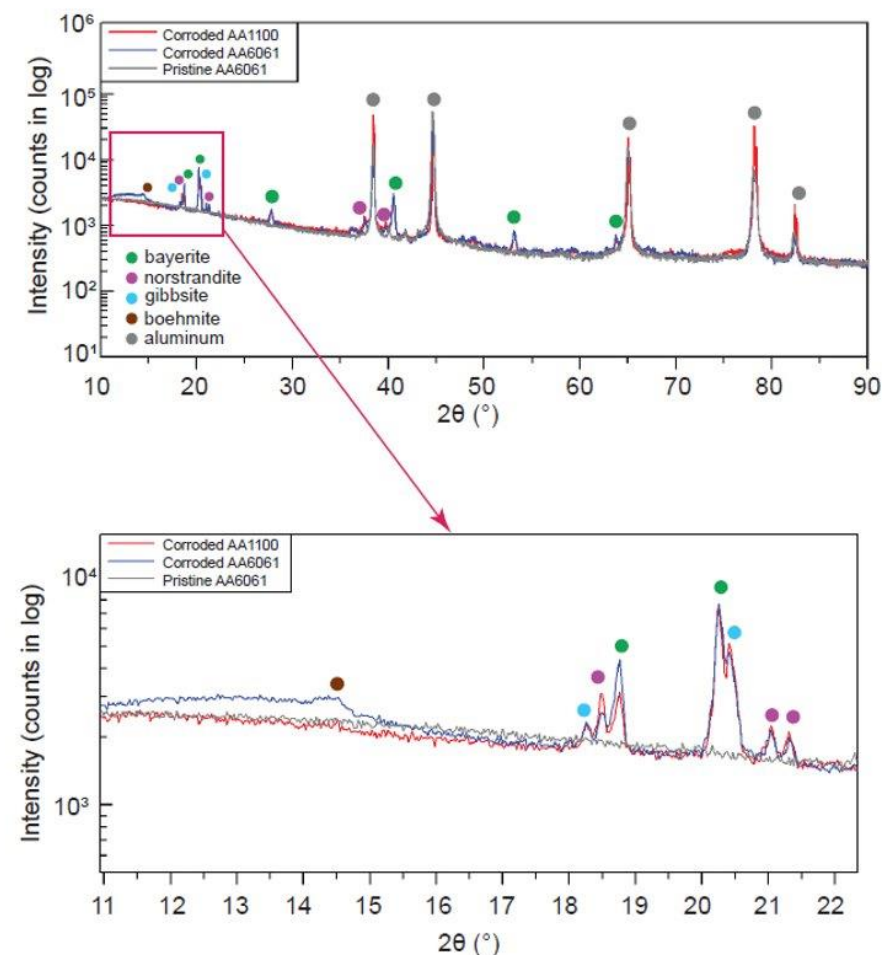 10⁶
Corroded AA1100
Corroded AA6061
Pristine AA6061
10⁵
10⁴
10³
10²
10¹
Intensity (counts in log)
bayerite
norstrandite
gibbsite
boehmite
aluminum
10 20 30 40 50 60 70 80 90
2θ (°)
Corroded AA1100
Corroded AA6061
Pristine AA6061
10⁴
10³
Intensity (counts in log)
11 12 13 14 15 16 17 18 19 20 21 22
2θ (°)